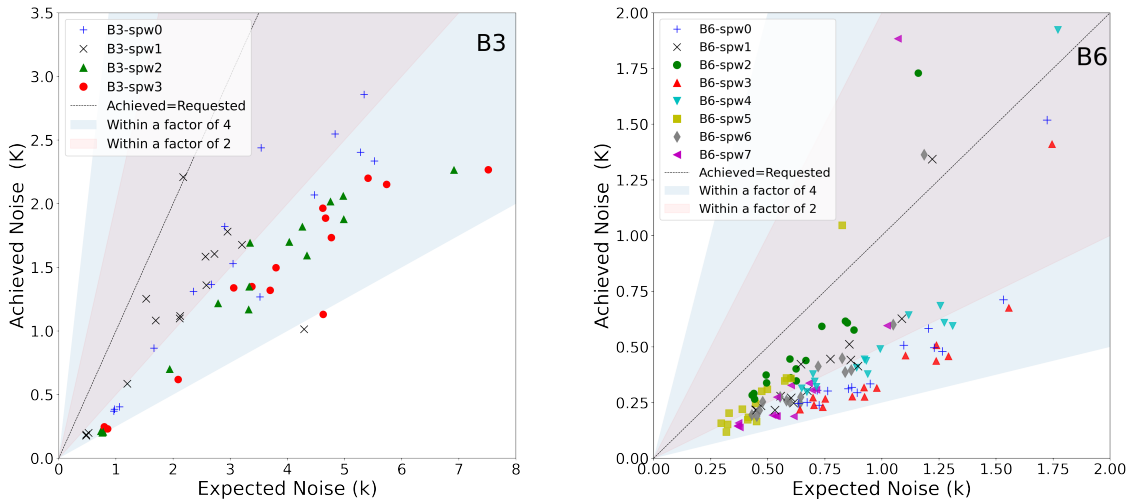 B3
B3-spw0
B3-spw1
B3-spw2
B3-spw3
Achieved=Requested
Within a factor of 4
Within a factor of 2
3.5
3.0
2.5
2.0
1.5
1.0
0.5
0.0
0 1 2 3 4 5 6 7 8
Achieved Noise (K)
Expected Noise (k)
B6
B6-spw0
B6-spw1
B6-spw2
B6-spw3
B6-spw4
B6-spw5
B6-spw6
B6-spw7
Achieved=Requested
Within a factor of 4
Within a factor of 2
2.00
1.75
1.50
1.25
1.00
0.75
0.50
0.25
0.00
0.00 0.25 0.50 0.75 1.00 1.25 1.50 1.75 2.00
Achieved Noise (K)
Expected Noise (k)